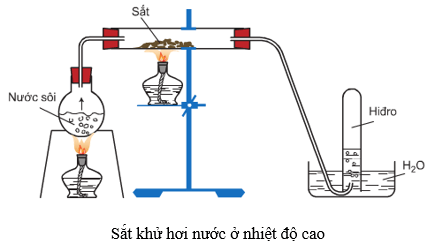 Sắt
Nước sôi
Hiđro
H₂O
Sắt khử hơi nước ở nhiệt độ cao